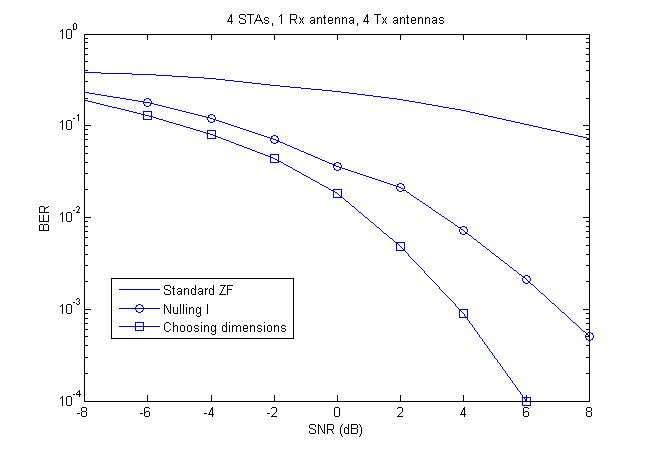 4 STAs, 1 Rx antenna, 4 Tx antennas
10^0
10^-1
10^-2
10^-3
10^-4
BER
Standard ZF
Nulling I
Choosing dimensions
-8 -6 -4 -2 0 2 4 6 8
SNR (dB)